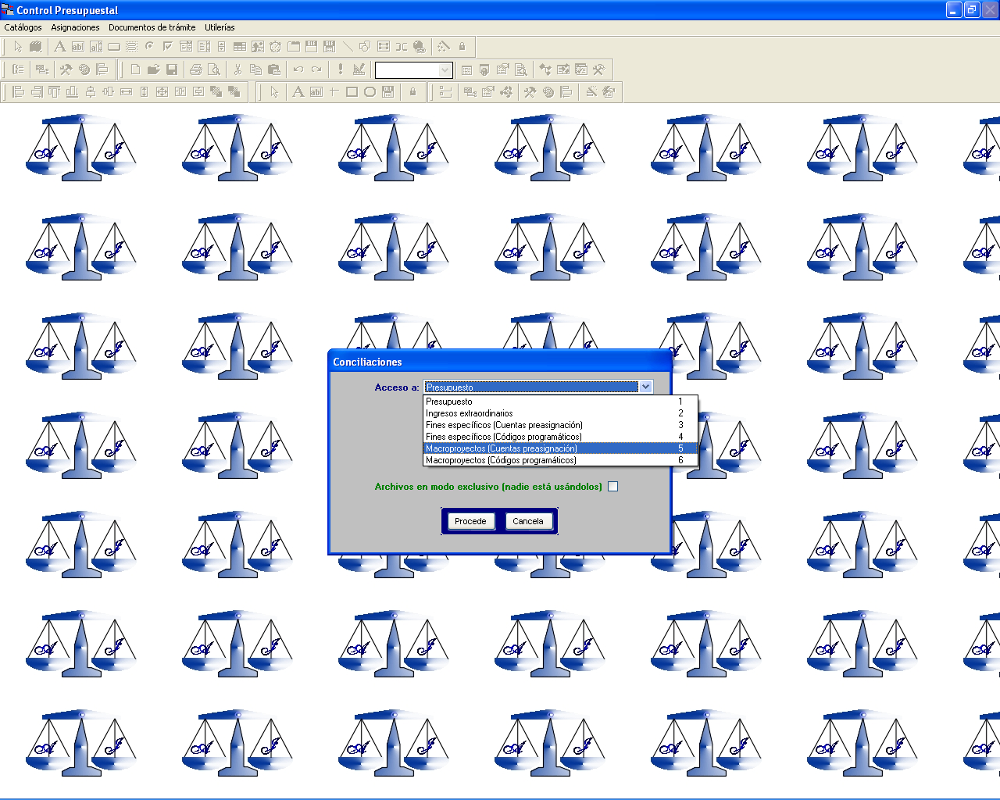 Control Presupuestal
Catálogos Asignaciones Documentos de trámite Utilerías
Conciliaciones
Acceso a: Presupuesto
Presupuesto 1
Ingresos extraordinarios 2
Fines específicos (Cuentas preasignación) 3
Fines específicos (Códigos programáticos) 4
Macroproyectos (Cuentas preasignación) 5
Macroproyectos (Códigos programáticos) 6
Archivos en modo exclusivo (nadie está usándolos)
Procede Cancela